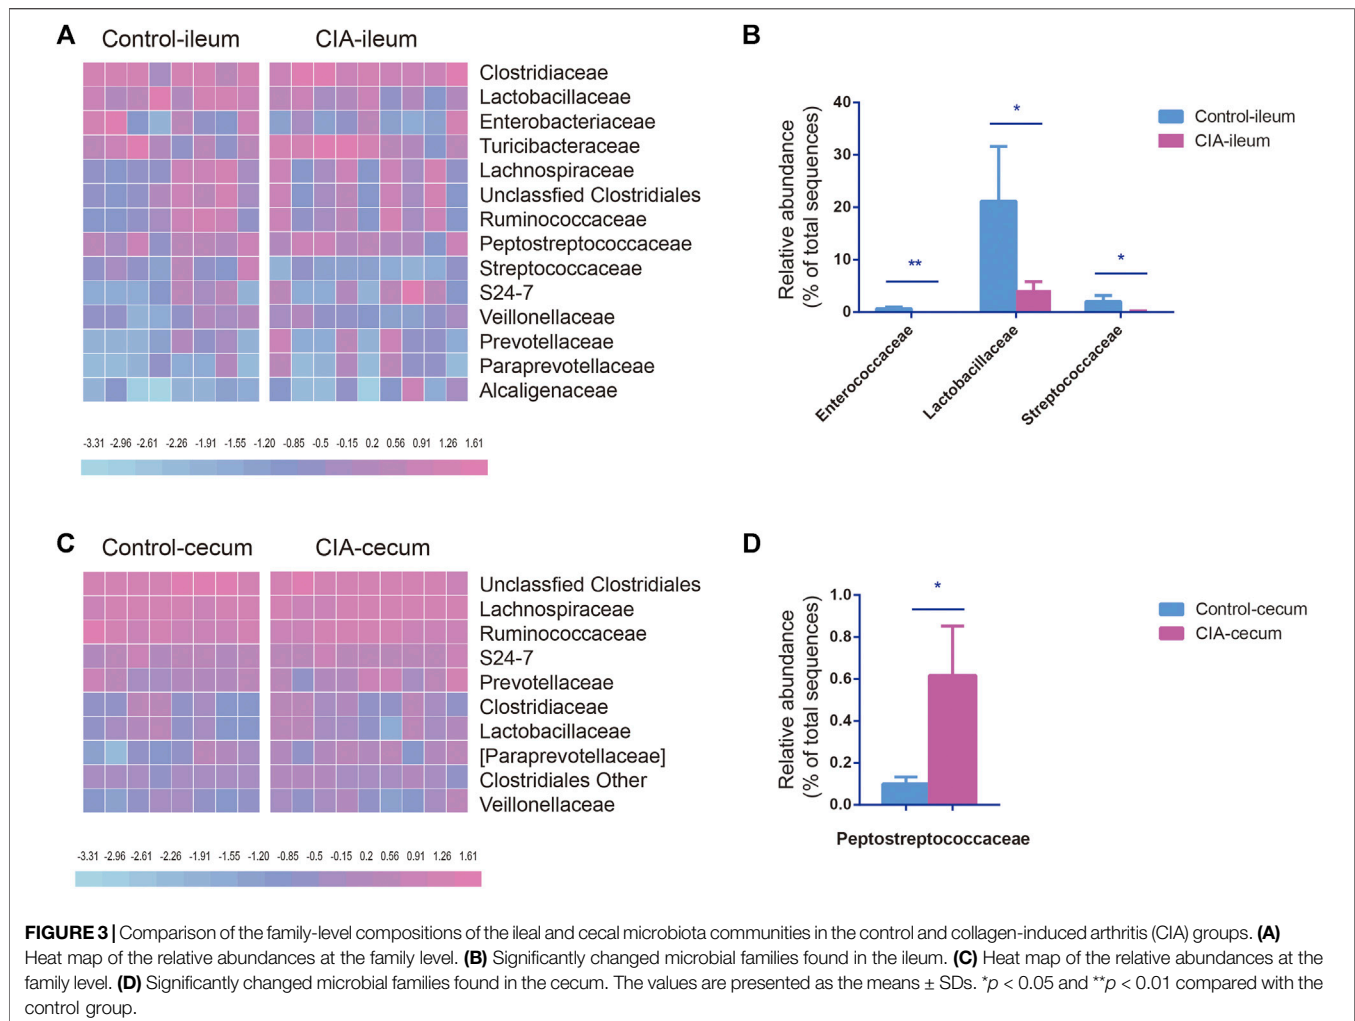 A
Control-ileum CIA-ileum
Clostridiaceae
Lactobacillaceae
Enterobacteriaceae
Turicibacteraceae
Lachnospiraceae
Unclassfied Clostridiales
Ruminococcaceae
Peptostreptococcaceae
Streptococcaceae
S24-7
Veillonellaceae
Prevotellaceae
Paraprevotellaceae
Alcaligenaceae
-3.31 -2.96 -2.61 -2.26 -1.91 -1.55 -1.20 -0.85 -0.5 -0.15 0.2 0.56 0.91 1.26 1.61
B
Relative abundance
(% of total sequences)
40
30
20
10
0
**
*
*
Enterococcaceae
Lactobacillaceae
Streptococcaceae
Control-ileum
CIA-ileum
C
Control-cecum CIA-cecum
Unclassfied Clostridiales
Lachnospiraceae
Ruminococcaceae
S24-7
Prevotellaceae
Clostridiaceae
Lactobacillaceae
[Paraprevotellaceae]
Clostridiales Other
Veillonellaceae
-3.31 -2.96 -2.61 -2.26 -1.91 -1.55 -1.20 -0.85 -0.5 -0.15 0.2 0.56 0.91 1.26 1.61
D
Relative abundance
(% of total sequences)
1.0
0.8
0.6
0.4
0.2
0.0
*
Peptostreptococcaceae
Control-cecum
CIA-cecum
FIGURE 3 | Comparison of the family-level compositions of the ileal and cecal microbiota communities in the control and collagen-induced arthritis (CIA) groups. (A)
Heat map of the relative abundances at the family level. (B) Significantly changed microbial families found in the ileum. (C) Heat map of the relative abundances at the
family level. (D) Significantly changed microbial families found in the cecum. The values are presented as the means ± SDs. *p < 0.05 and **p < 0.01 compared with the
control group.